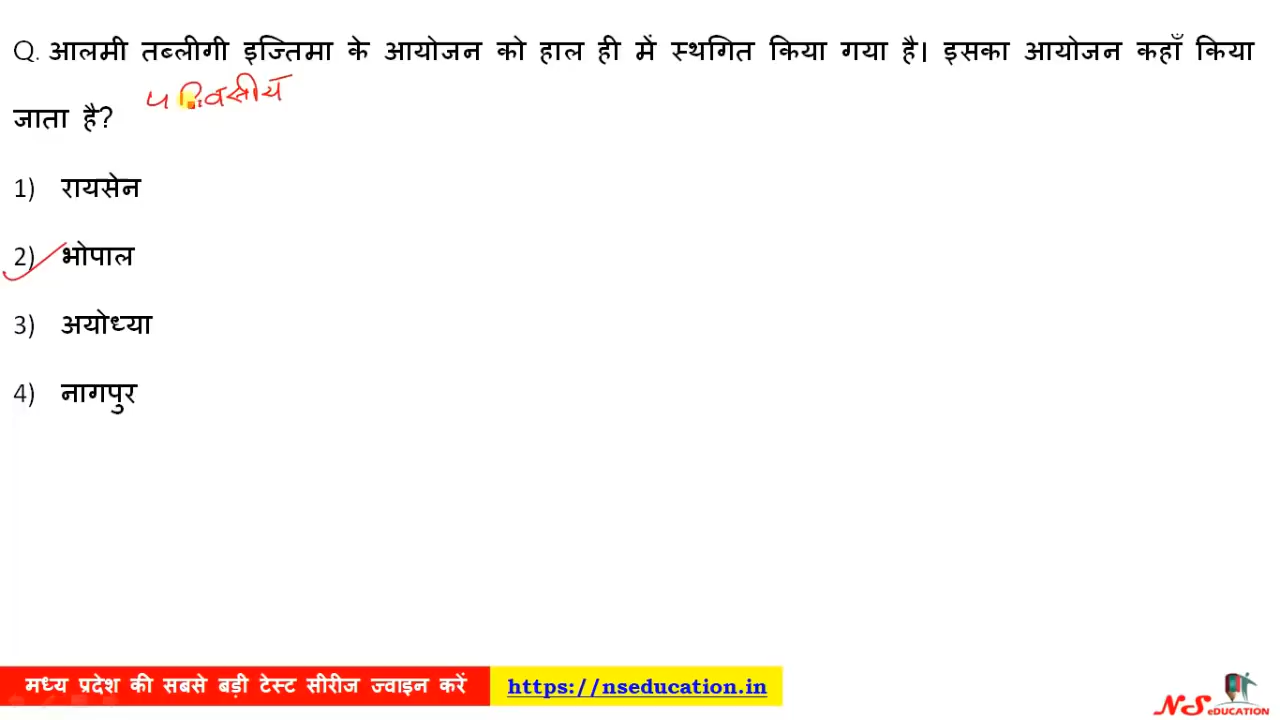 Q. आलमी तब्लीगी इज्तिमा के आयोजन को हाल ही में स्थगित किया गया है। इसका आयोजन कहाँ किया
जाता है?
दिवसीय
1) रायसेन
2) भोपाल
3) अयोध्या
4) नागपुर
मध्य प्रदेश की सबसे बड़ी टेस्ट सीरीज ज्वाइन करें
https://nseducation.in
NS eDUCATION